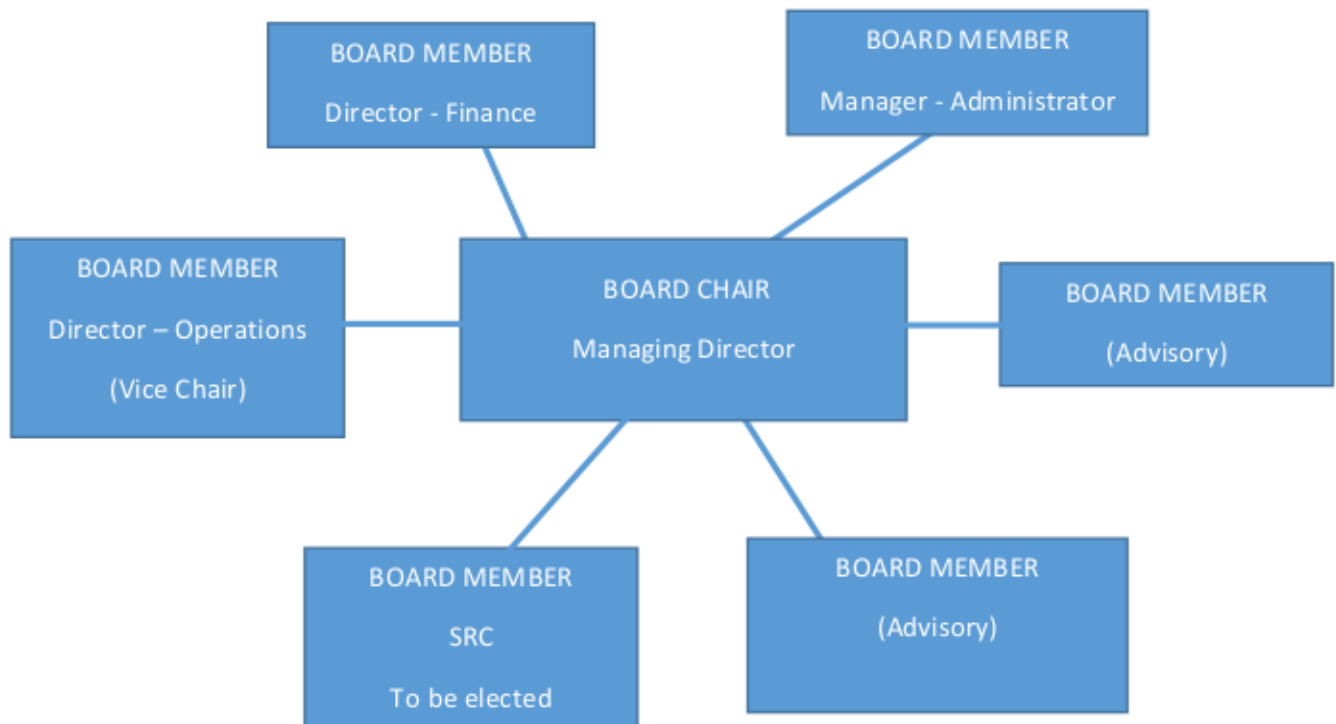 BOARD MEMBER
Director - Finance
BOARD MEMBER
Manager - Administrator
BOARD MEMBER
Director – Operations
(Vice Chair)
BOARD CHAIR
Managing Director
BOARD MEMBER
(Advisory)
BOARD MEMBER
SRC
To be elected
BOARD MEMBER
(Advisory)